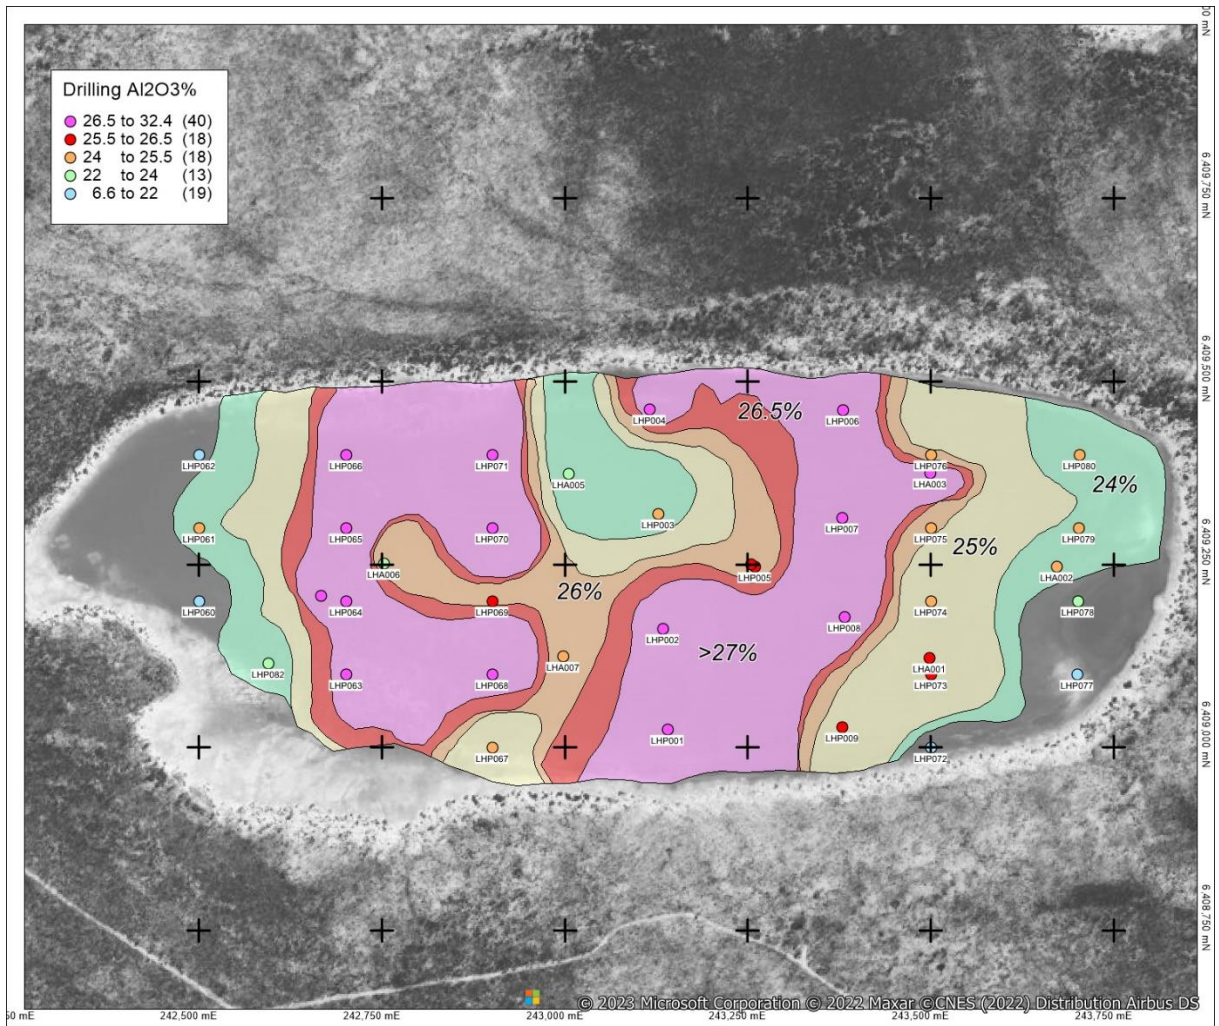 00 mN
Drilling Al2O3%
26.5 to 32.4 (40)
25.5 to 26.5 (18)
24 to 25.5 (18)
22 to 24 (13)
6.6 to 22 (19)
6,409,750 mN
6,409,500 mN
26.5%
LHP004
LHP006
LHP062
LHP066
LHP071
LHP076
LHP080
LHA005
LHA003
24%
LHP003
LHP061
LHP065
LHP070
LHP007
LHP075
LHP079
25%
6,409,250 mN
LHA006
LHP005
LHA002
26%
LHP060
LHP064
LHP069
LHP074
LHP078
LHP002
LHP008
>27%
LHP082
LHA007
LHA001
LHP063
LHP068
LHP073
LHP077
LHP001
LHP009
6,409,000 mN
LHP067
LHP072
6,408,750 mN
© 2023 Microsoft Corporation © 2022 Maxar ©CNES (2022) Distribution Airbus DS
50 mE
242,500 mE
242,750 mE
243,000 mE
243,250 mE
243,500 mE
243,750 mE